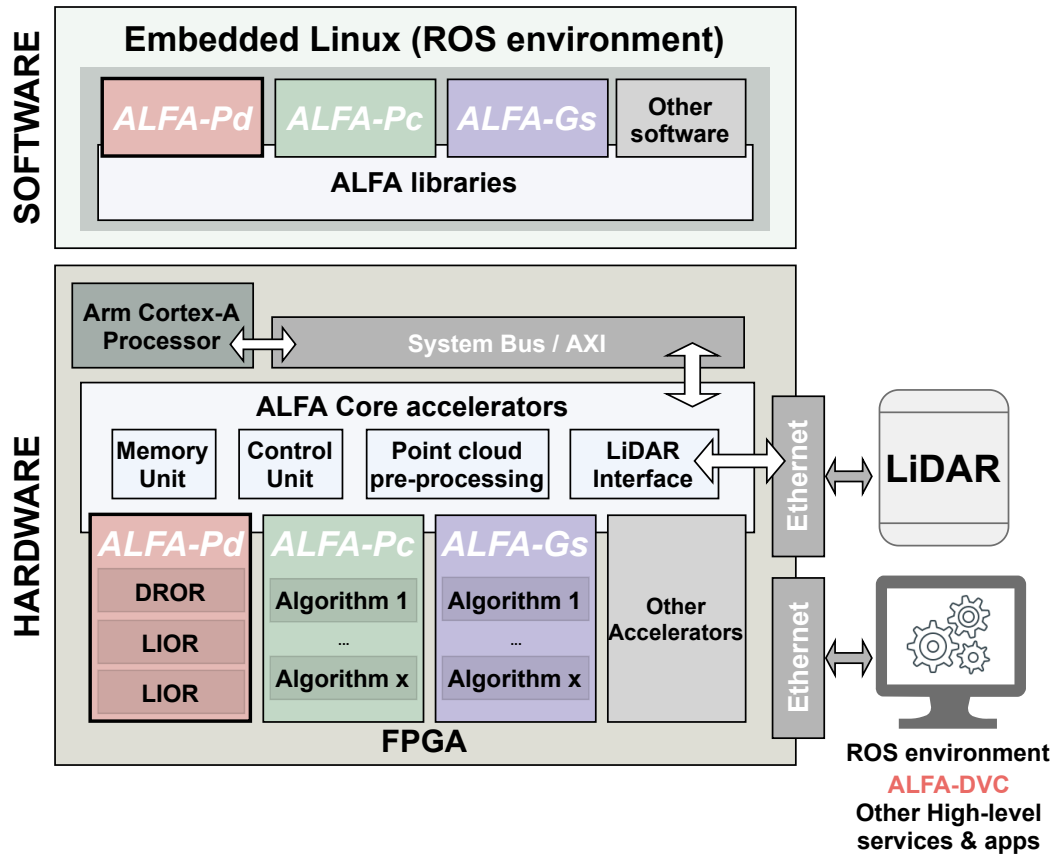 SOFTWARE
Embedded Linux (ROS environment)
ALFA-Pd
ALFA-Pc
ALFA-Gs
Other
software
ALFA libraries
HARDWARE
Arm Cortex-A
Processor
System Bus / AXI
ALFA Core accelerators
Memory
Unit
Control
Unit
Point cloud
pre-processing
LiDAR
Interface
Ethernet
LiDAR
ALFA-Pd
DROR
LIOR
LIOR
ALFA-Pc
Algorithm 1
...
Algorithm x
ALFA-Gs
Algorithm 1
...
Algorithm x
Other
Accelerators
Ethernet
FPGA
ROS environment
ALFA-DVC
Other High-level
services & apps